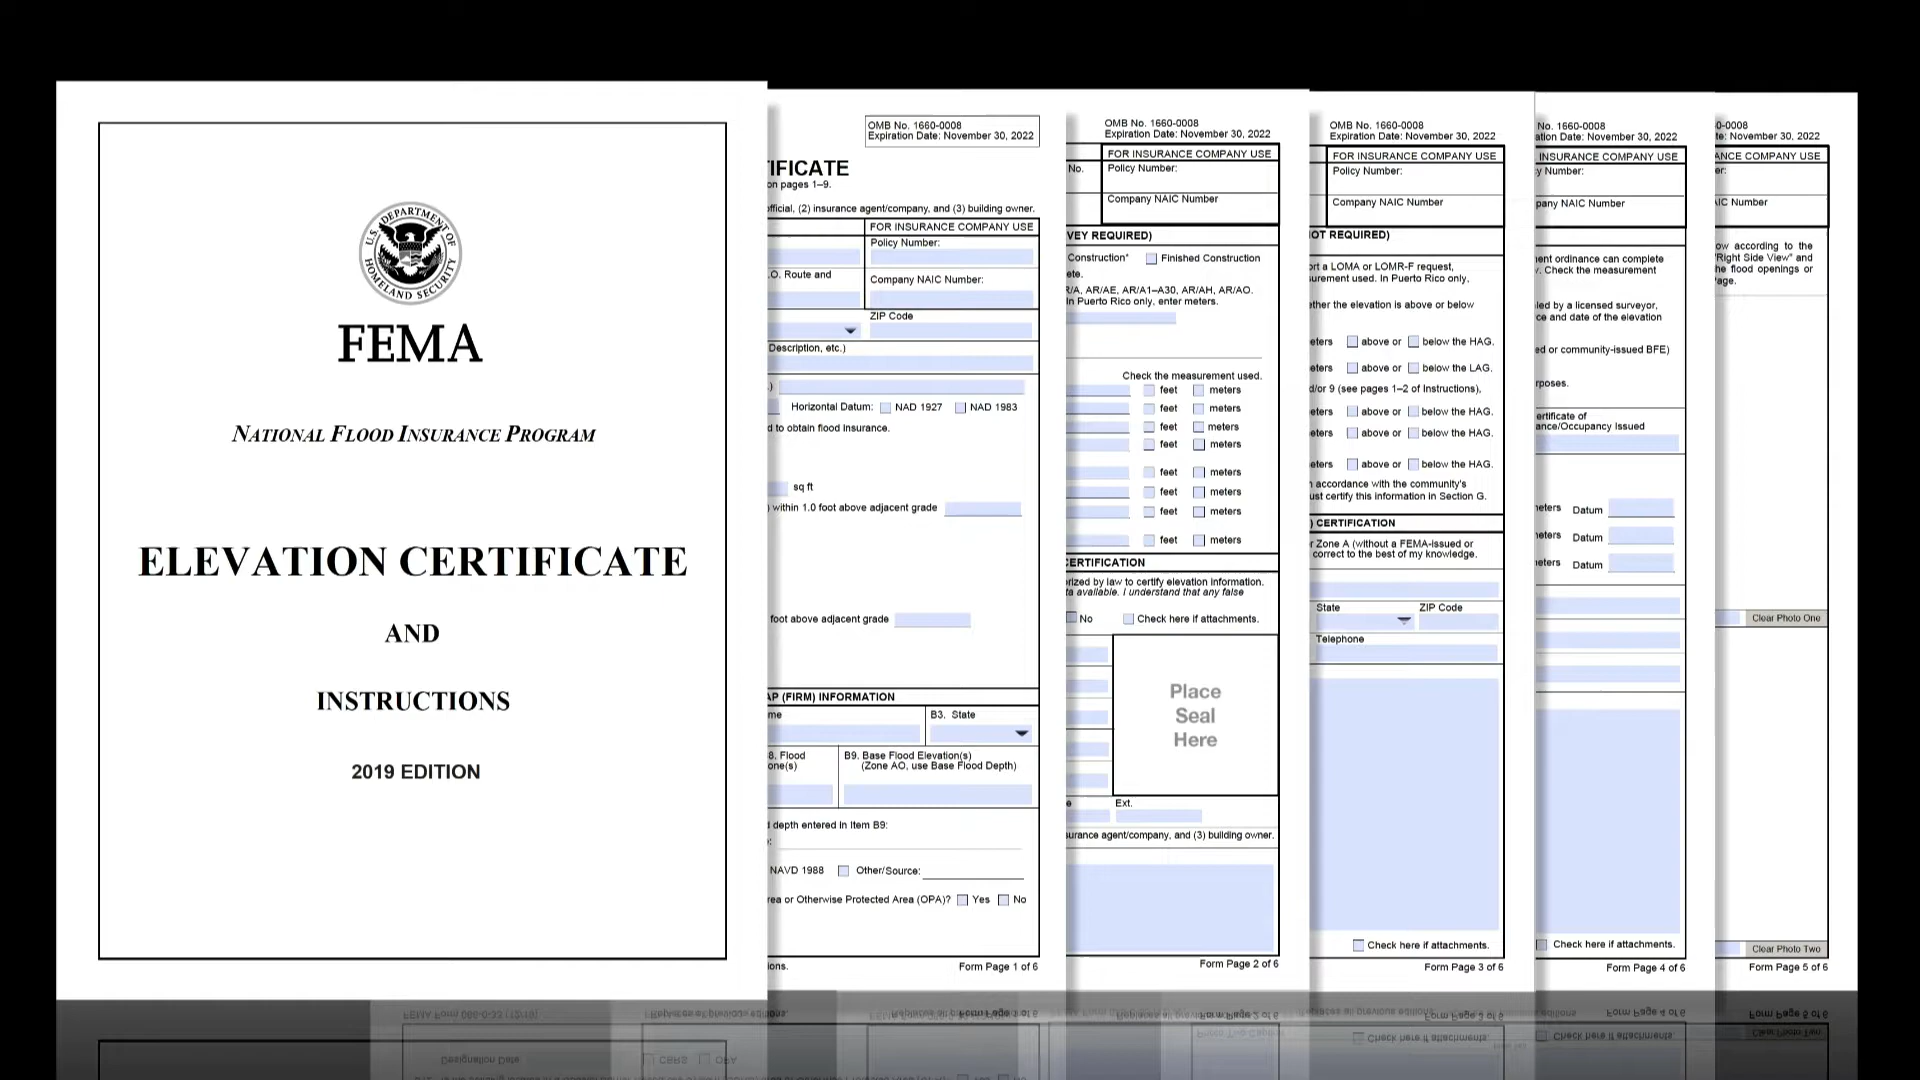 U.S. DEPARTMENT OF HOMELAND SECURITY
FEMA
NATIONAL FLOOD INSURANCE PROGRAM
ELEVATION CERTIFICATE
AND
INSTRUCTIONS
2019 EDITION
OMB No. 1660-0008
Expiration Date: November 30, 2022
TIFICATE
on pages 1–9.
official, (2) insurance agent/company, and (3) building owner.
FOR INSURANCE COMPANY USE
Policy Number:
.O. Route and
Company NAIC Number:
ZIP Code
Description, etc.)
.)
Horizontal Datum: NAD 1927 NAD 1983
d to obtain flood insurance.
sq ft
) within 1.0 foot above adjacent grade
foot above adjacent grade
AP (FIRM) INFORMATION
me
B3. State
8. Flood
one(s)
B9. Base Flood Elevation(s)
(Zone AO, use Base Flood Depth)
depth entered in Item B9:
NAVD 1988 Other/Source:
rea or Otherwise Protected Area (OPA)? Yes No
ions.
Form Page 1 of 6
OMB No. 1660-0008
Expiration Date: November 30, 2022
FOR INSURANCE COMPANY USE
No.
Policy Number:
Company NAIC Number
VEY REQUIRED)
Construction* Finished Construction
ete.
R/A, AR/AE, AR/A1–A30, AR/AH, AR/AO.
In Puerto Rico only, enter meters.
Check the measurement used.
feet meters
feet meters
feet meters
feet meters
feet meters
feet meters
feet meters
feet meters
CERTIFICATION
rized by law to certify elevation information.
ta available. I understand that any false
No Check here if attachments.
Place
Seal
Here
e
Ext.
surance agent/company, and (3) building owner.
Form Page 2 of 6
OMB No. 1660-0008
Expiration Date: November 30, 2022
FOR INSURANCE COMPANY USE
Policy Number:
Company NAIC Number
OT REQUIRED)
ort a LOMA or LOMR-F request,
urement used. In Puerto Rico only,
ether the elevation is above or below
eters above or below the HAG.
eters above or below the LAG.
d/or 9 (see pages 1–2 of Instructions),
eters above or below the HAG.
eters above or below the HAG.
eters above or below the HAG.
n accordance with the community's
ust certify this information in Section G.
) CERTIFICATION
r Zone A (without a FEMA-issued or
correct to the best of my knowledge.
State
ZIP Code
Telephone
Check here if attachments.
Form Page 3 of 6
No. 1660-0008
ation Date: November 30, 2022
INSURANCE COMPANY USE
y Number:
pany NAIC Number
ent ordinance can complete
. Check the measurement
led by a licensed surveyor,
ce and date of the elevation
ed or community-issued BFE)
rposes.
ertificate of
ance/Occupancy Issued
eters Datum
eters Datum
eters Datum
Check here if attachments.
Form Page 4 of 6
0-0008
te: November 30, 2022
ANCE COMPANY USE
er:
IC Number
ow according to the
"Right Side View" and
he flood openings or
age.
Clear Photo One
Clear Photo Two
Form Page 5 of 6